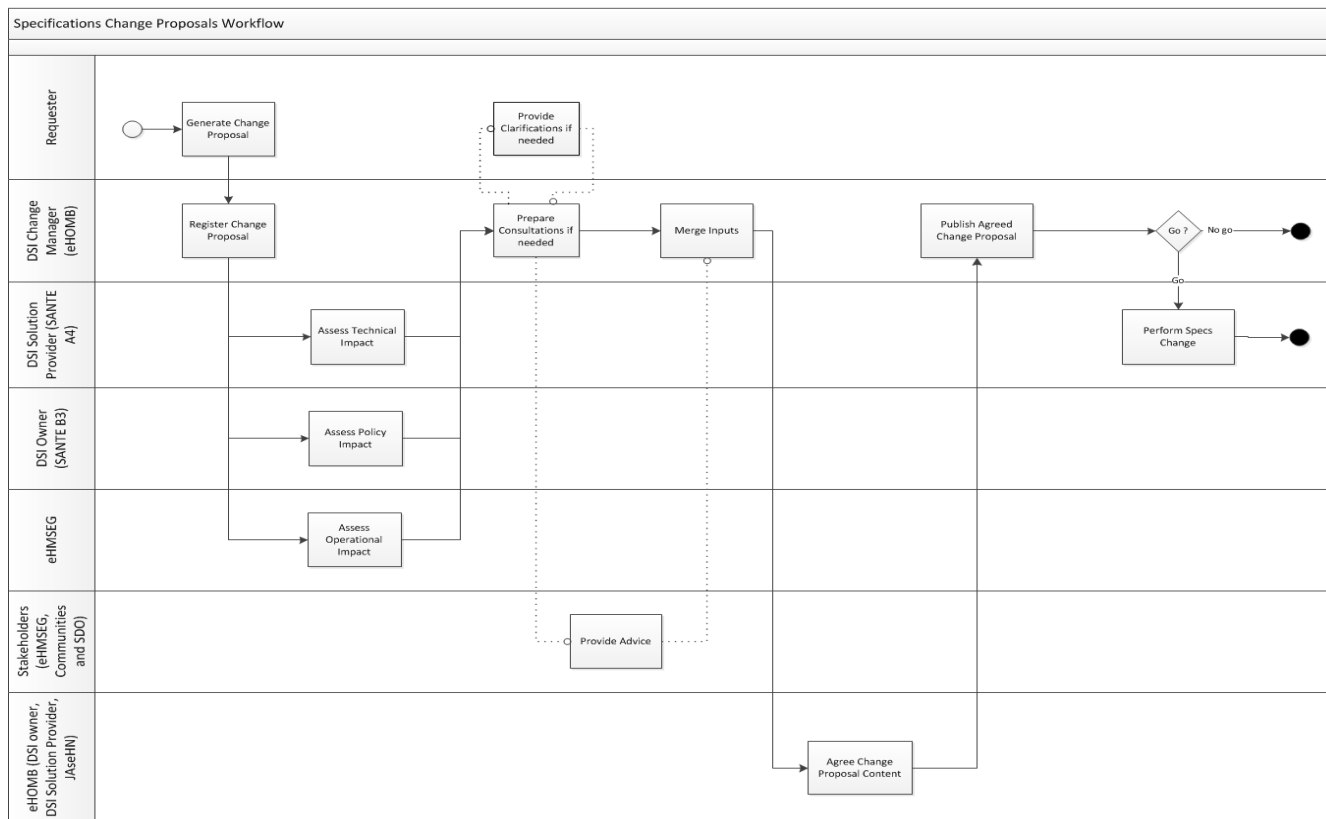 Specifications Change Proposals Workflow
Requester
Generate Change
Proposal
Provide
Clarifications if
needed
DSI Change
Manager
(eHOMB)
Register Change
Proposal
Prepare
Consultations if
needed
Merge Inputs
Publish Agreed
Change Proposal
Go ?
No go
Go
DSI Solution
Provider (SANTE
A4)
Assess Technical
Impact
Perform Specs
Change
DSI Owner
(SANTE B3)
Assess Policy
Impact
eHMSEG
Assess
Operational
Impact
Stakeholders
(eHMSEG,
Communities
and SDO)
Provide Advice
eHOMB (DSI owner,
DSI Solution Provider,
JAseHN)
Agree Change
Proposal Content